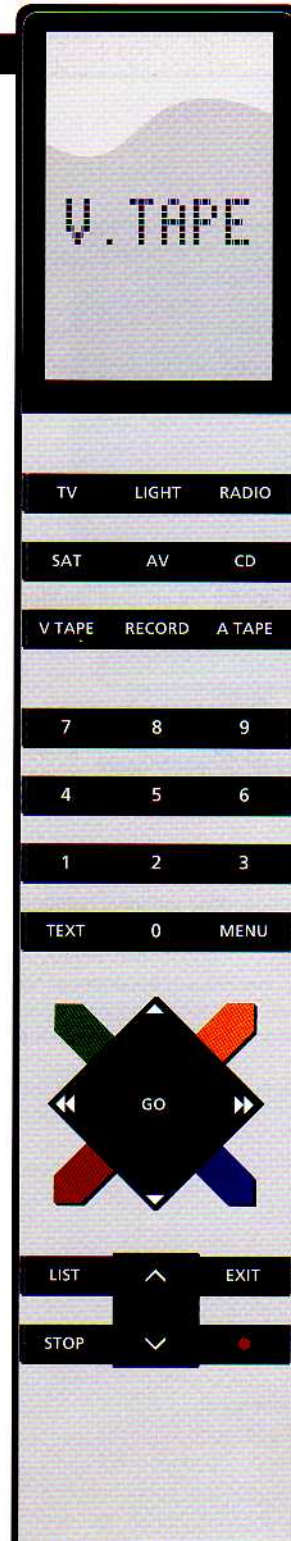 V.TAPE
TV LIGHT RADIO
SAT AV CD
V TAPE RECORD A TAPE
7 8 9
4 5 6
1 2 3
TEXT 0 MENU
GO
LIST EXIT
STOP